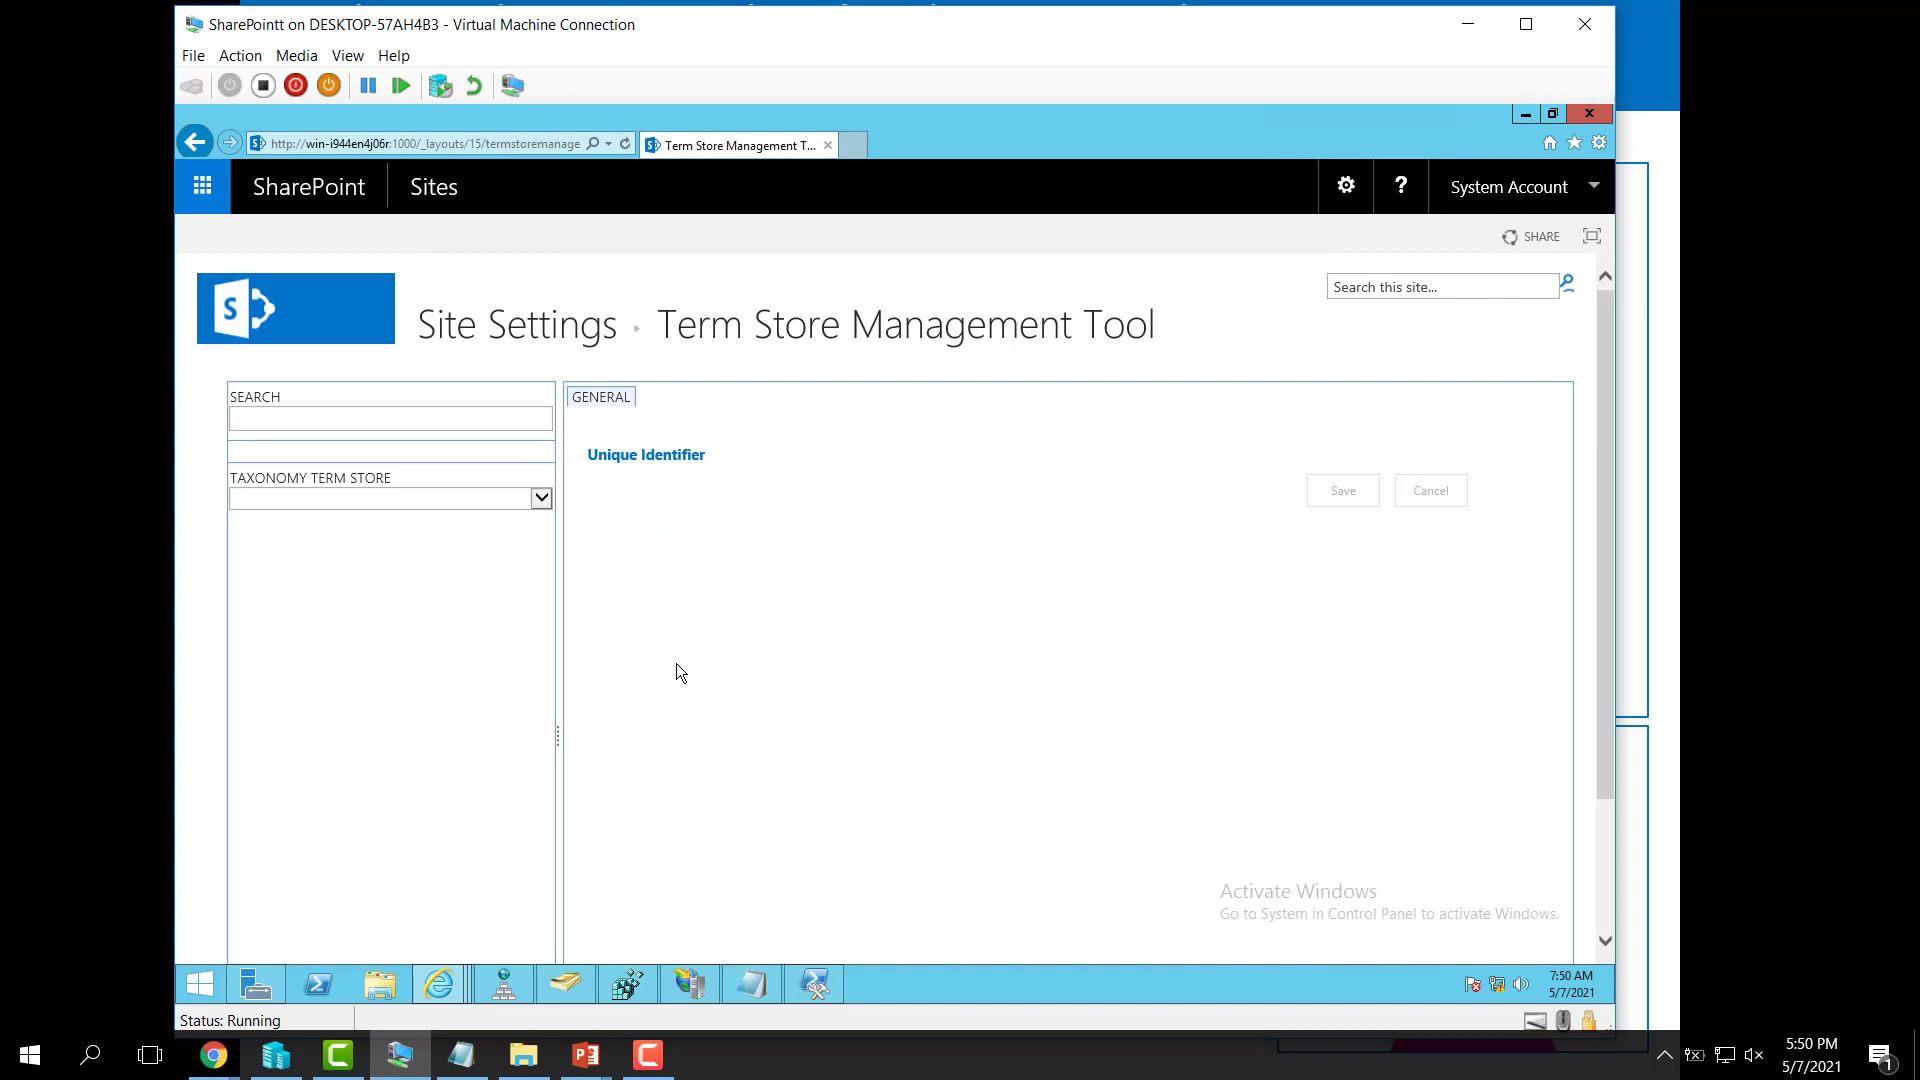 SharePointt on DESKTOP-57AH4B3 - Virtual Machine Connection
File Action Media View Help
http://win-i944en4j06r:1000/_layouts/15/termstoremanage
Term Store Management T...
SharePoint Sites
? System Account
SHARE
S
Search this site...
Site Settings Term Store Management Tool
SEARCH
GENERAL
Unique Identifier
TAXONOMY TERM STORE
Save Cancel
Activate Windows
Go to System in Control Panel to activate Windows.
7:50 AM
5/7/2021
Status: Running
5:50 PM
5/7/2021
1